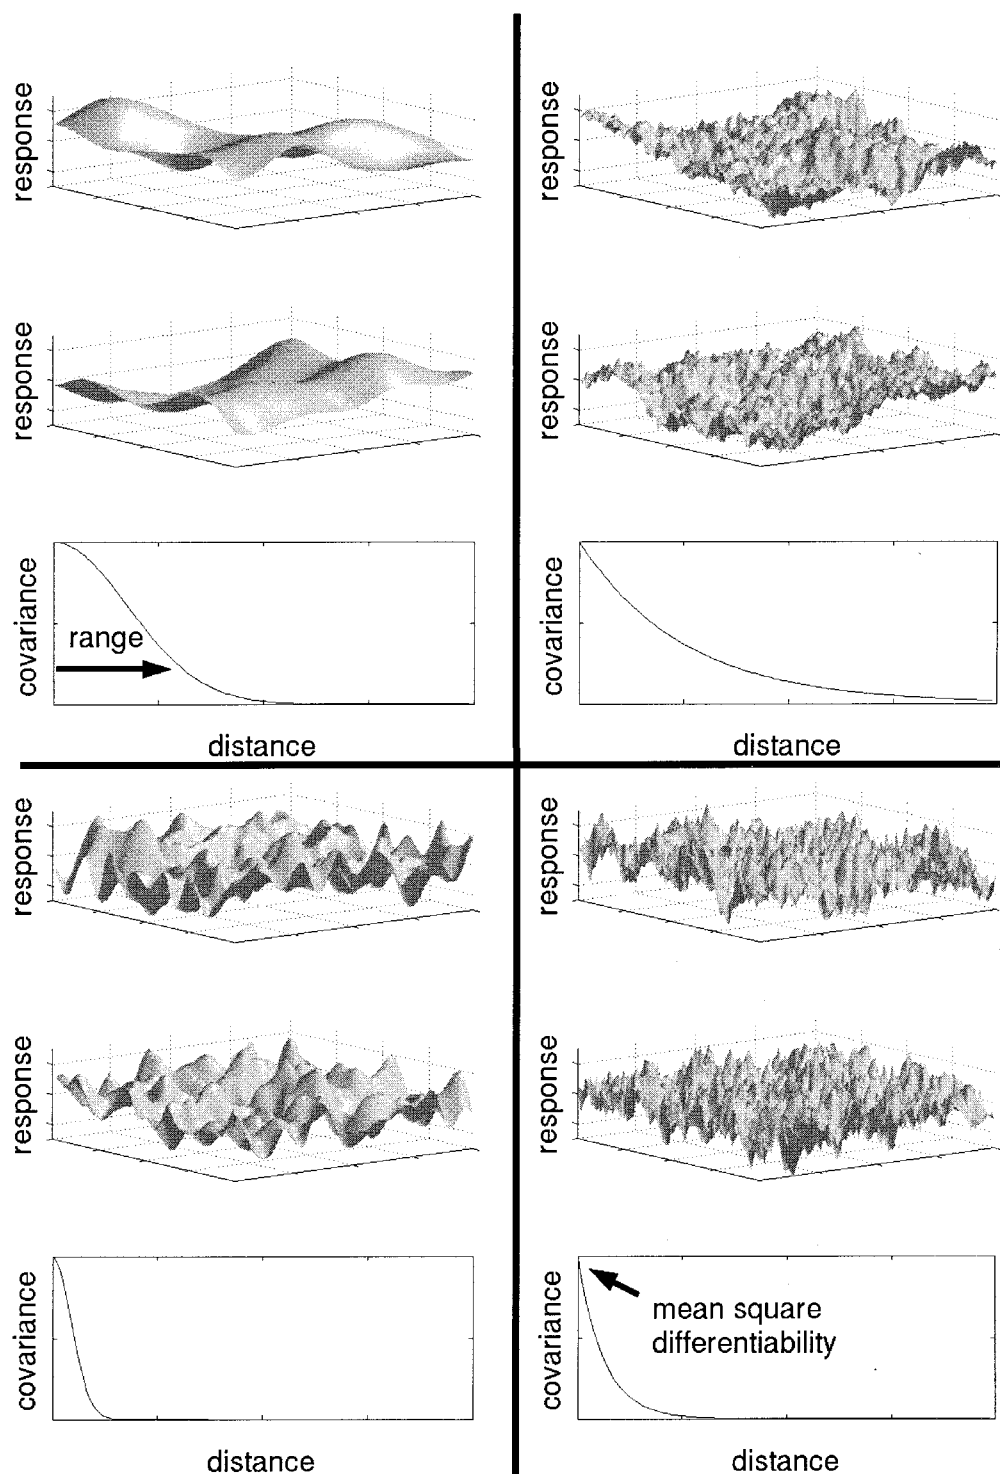 response
response
covariance
range
distance
response
response
covariance
distance
response
response
covariance
distance
response
response
covariance
mean square
differentiability
distance